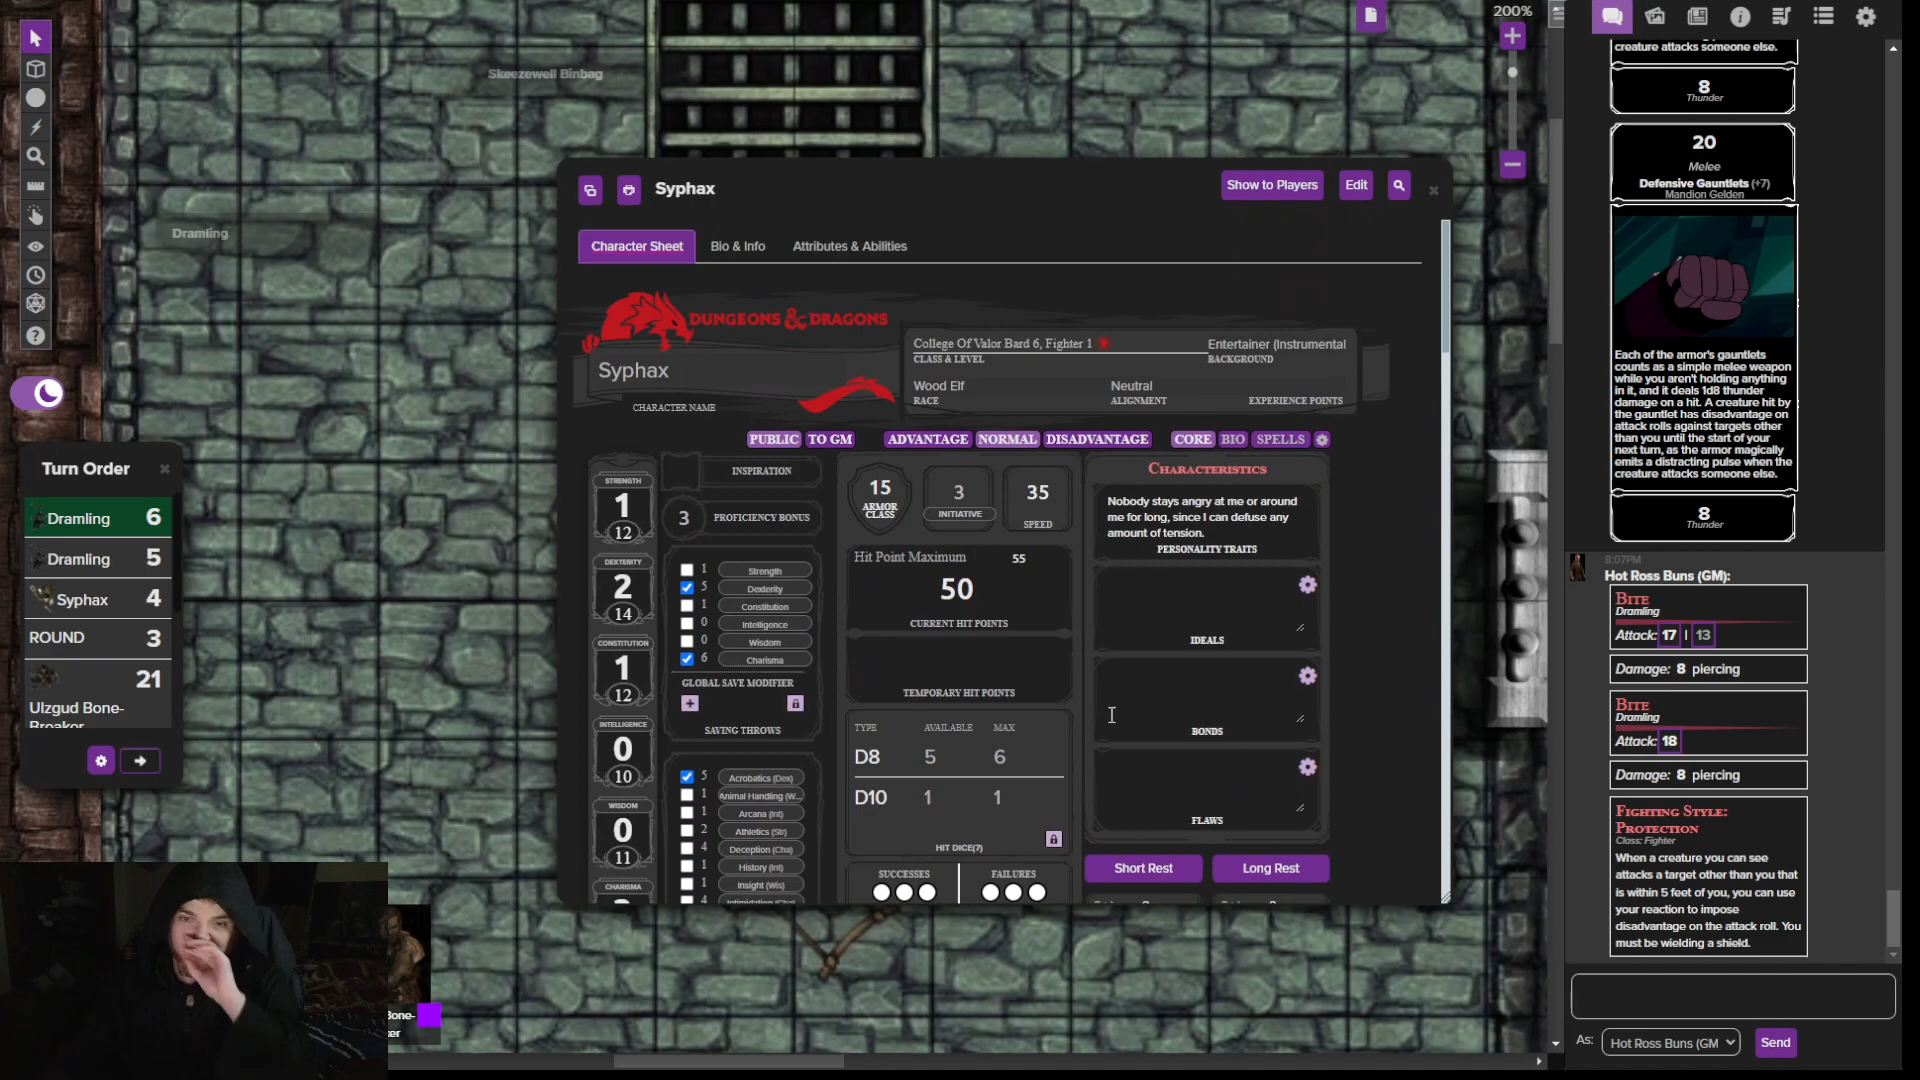 200%
Skeezewell Binbag
Dramling
Turn Order
Dramling 6
Dramling 5
Syphax 4
ROUND 3
21
Ulzgud Bone-
Breaker
Syphax
Show to Players
Edit
Character Sheet
Bio & Info
Attributes & Abilities
DUNGEONS & DRAGONS
Syphax
CHARACTER NAME
College Of Valor Bard 6, Fighter 1
CLASS & LEVEL
Entertainer (Instrumental
BACKGROUND
Wood Elf
RACE
Neutral
ALIGNMENT
EXPERIENCE POINTS
PUBLIC TO GM
ADVANTAGE NORMAL DISADVANTAGE
CORE BIO SPELLS
STRENGTH
1
12
DEXTERITY
2
14
CONSTITUTION
1
12
INTELLIGENCE
0
10
WISDOM
0
11
CHARISMA
INSPIRATION
3 PROFICIENCY BONUS
1 Strength
5 Dexterity
1 Constitution
0 Intelligence
0 Wisdom
6 Charisma
GLOBAL SAVE MODIFIER
SAVING THROWS
5 Acrobatics (Dex)
1 Animal Handling (W...
1 Arcana (Int)
2 Athletics (Str)
4 Deception (Cha)
1 History (Int)
1 Insight (Wis)
4 Intimidation (Cha)
15
ARMOR
CLASS
3
INITIATIVE
35
SPEED
Hit Point Maximum 55
50
CURRENT HIT POINTS
TEMPORARY HIT POINTS
TYPE AVAILABLE MAX
D8 5 6
D10 1 1
HIT DICE(7)
SUCCESSES
FAILURES
CHARACTERISTICS
Nobody stays angry at me or around
me for long, since I can defuse any
amount of tension.
PERSONALITY TRAITS
IDEALS
BONDS
FLAWS
Short Rest
Long Rest
Bone-
ker
creature attacks someone else.
8
Thunder
20
Melee
Defensive Gauntlets (+7)
Mandion Gelden
Each of the armor's gauntlets
counts as a simple melee weapon
while you aren't holding anything
in it, and it deals 1d8 thunder
damage on a hit. A creature hit by
the gauntlet has disadvantage on
attack rolls against targets other
than you until the start of your
next turn, as the armor magically
emits a distracting pulse when the
creature attacks someone else.
8
Thunder
8:07PM
Hot Ross Buns (GM):
BITE
Dramling
Attack: 17 | 13
Damage: 8 piercing
BITE
Dramling
Attack: 18
Damage: 8 piercing
FIGHTING STYLE:
PROTECTION
Class: Fighter
When a creature you can see
attacks a target other than you that
is within 5 feet of you, you can use
your reaction to impose
disadvantage on the attack roll. You
must be wielding a shield.
As: Hot Ross Buns (GM
Send